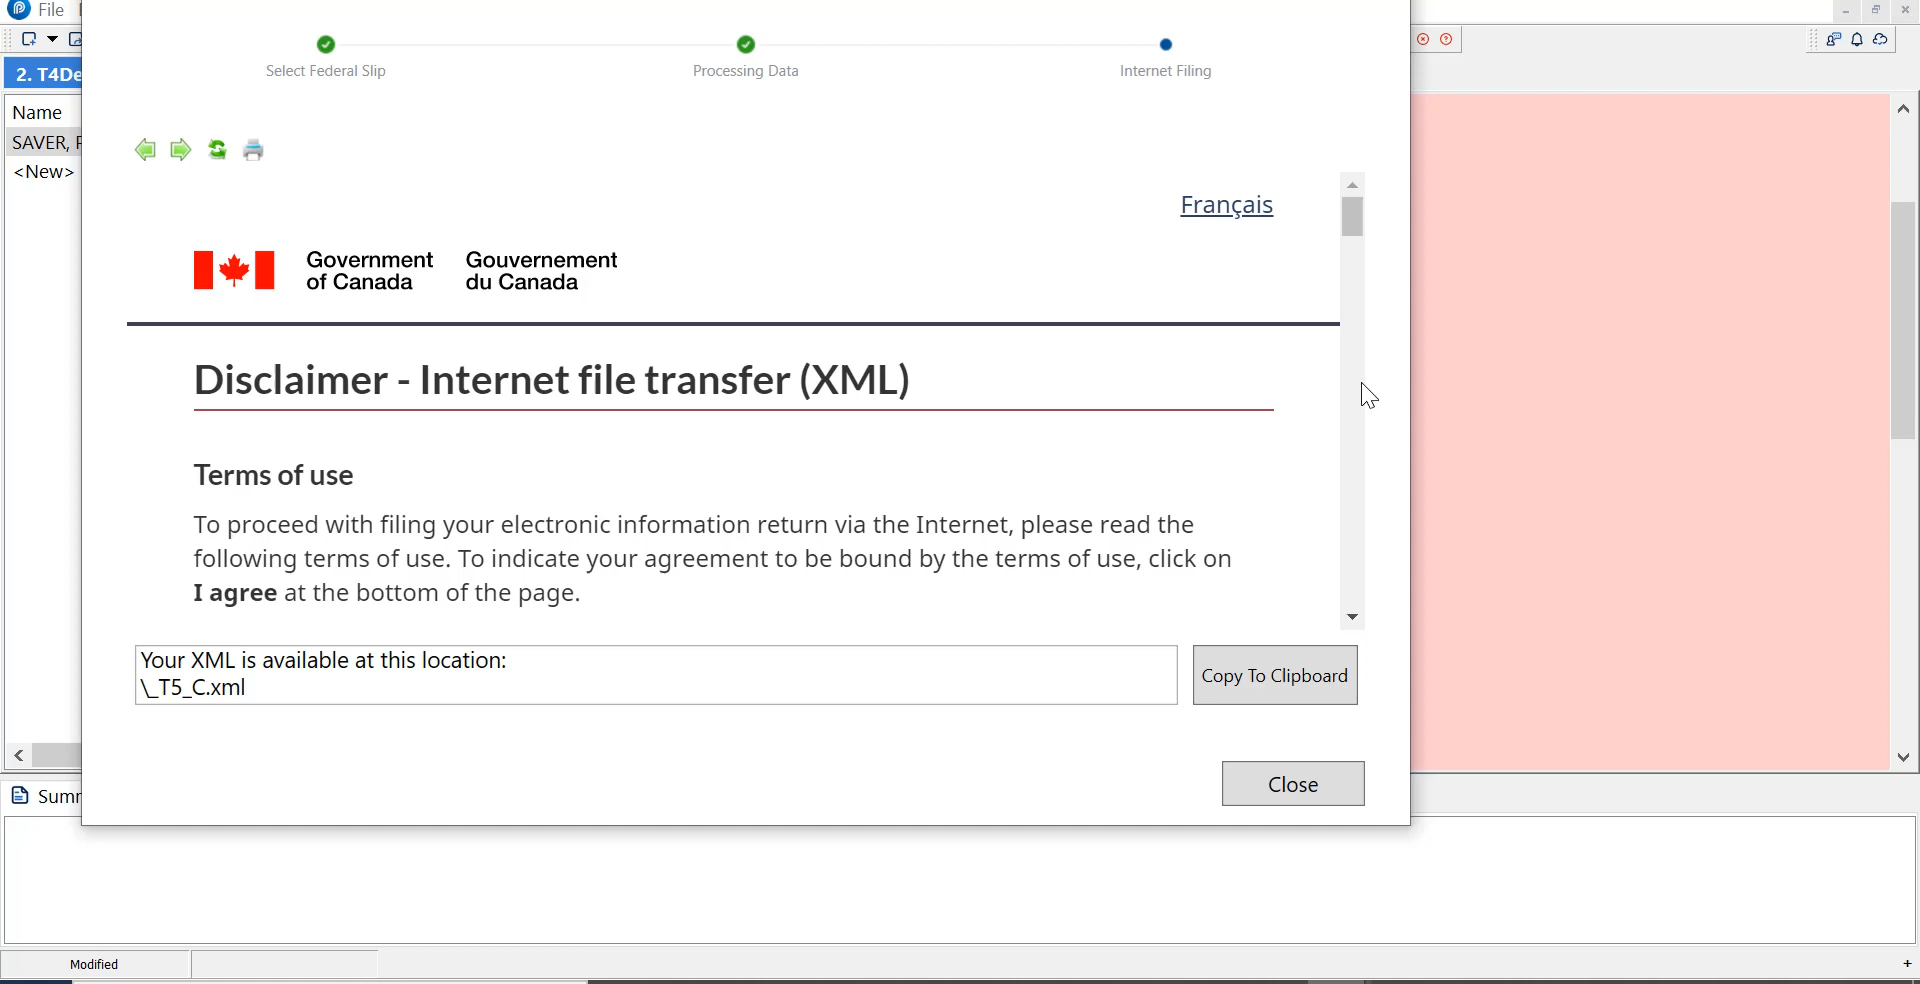 File
Select Federal Slip
Processing Data
Internet Filing
2. T4De
Name
SAVER,
<New>
Français
Government of Canada
Gouvernement du Canada
Disclaimer - Internet file transfer (XML)
Terms of use
To proceed with filing your electronic information return via the Internet, please read the
following terms of use. To indicate your agreement to be bound by the terms of use, click on
I agree at the bottom of the page.
Your XML is available at this location:
\_T5_C.xml
Copy To Clipboard
Close
Summ
Modified